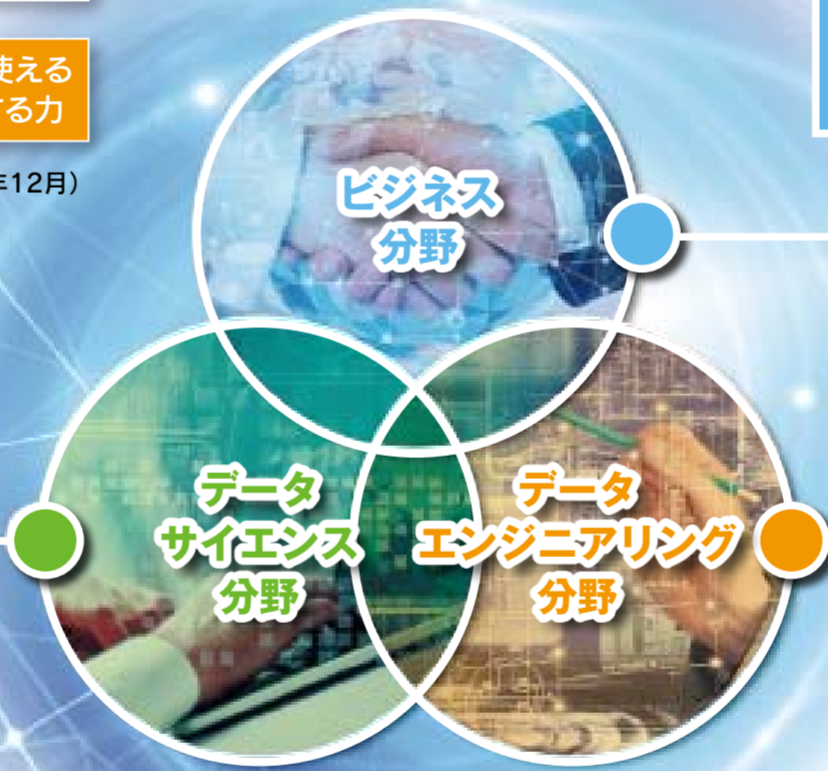 使える
する力
年12月）
ビジネス
分野
データ
サイエンス
分野
データ
エンジニアリング
分野